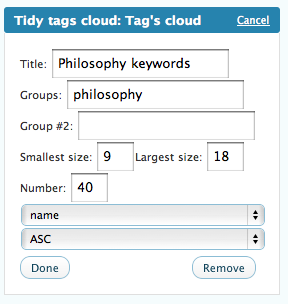 Tidy tags cloud: Tag's cloud Cancel
Title: Philosophy keywords
Groups: philosophy
Group #2:
Smallest size: 9 Largest size: 18
Number: 40
name
ASC
Done Remove